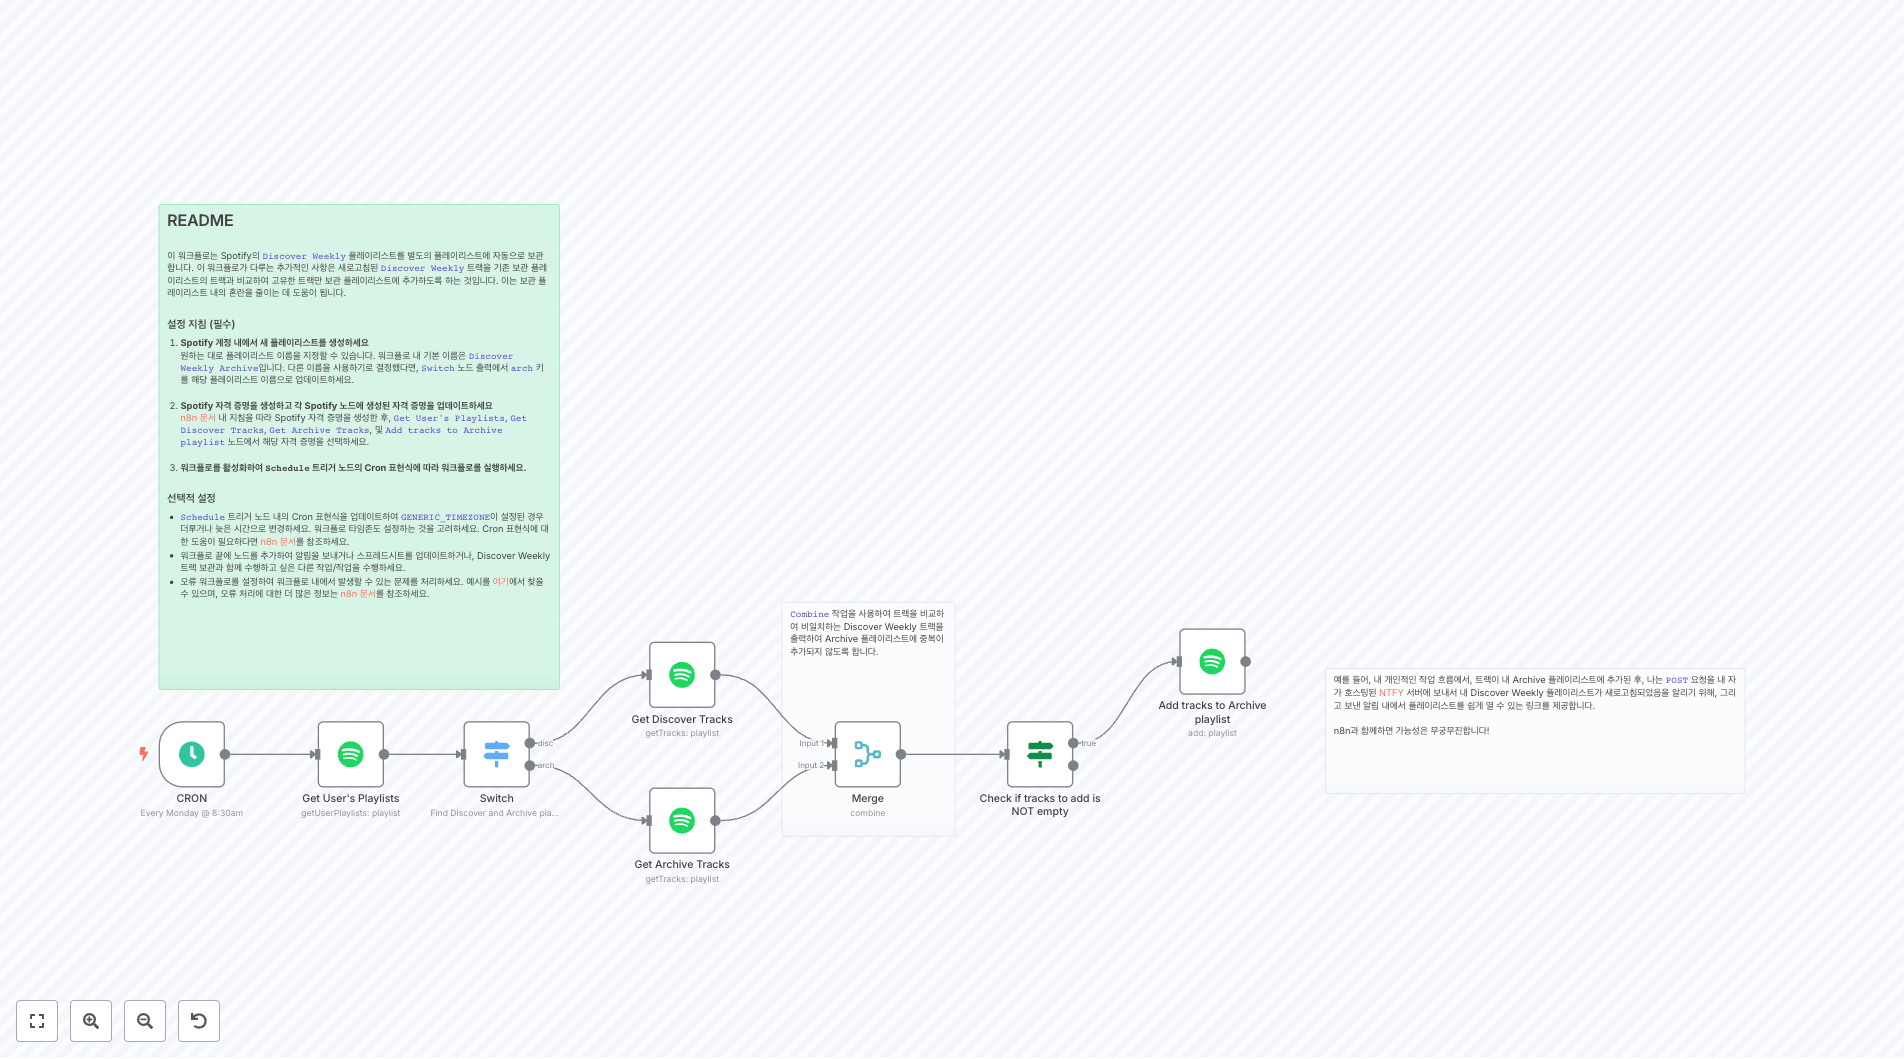 README
이 워크플로는 Spotify의 Discover Weekly 플레이리스트를 별도의 플레이리스트에 자동으로 보관
합니다. 이 워크플로가 다루는 추가적인 사항은 새로고침된 Discover Weekly 트랙을 기존 보관 플레
이리스트의 트랙과 비교하여 고유한 트랙만 보관 플레이리스트에 추가하도록 하는 것입니다. 이는 보관 플
레이리스트 내의 혼란을 줄이는 데 도움이 됩니다.
설정 지침 (필수)
1. Spotify 계정 내에서 새 플레이리스트를 생성하세요
원하는 대로 플레이리스트 이름을 지정할 수 있습니다. 워크플로 내 기본 이름은 Discover
Weekly Archive입니다. 다른 이름을 사용하기로 결정했다면, Switch 노드 출력에서 arch 키
를 해당 플레이리스트 이름으로 업데이트하세요.
2. Spotify 자격 증명을 생성하고 각 Spotify 노드에 생성된 자격 증명을 업데이트하세요
n8n 문서 내 지침을 따라 Spotify 자격 증명을 생성한 후, Get User's Playlists, Get
Discover Tracks, Get Archive Tracks, 및 Add tracks to Archive
playlist 노드에서 해당 자격 증명을 선택하세요.
3. 워크플로를 활성화하여 Schedule 트리거 노드의 Cron 표현식에 따라 워크플로를 실행하세요.
선택적 설정
• Schedule 트리거 노드 내의 Cron 표현식을 업데이트하여 GENERIC_TIMEZONE이 설정된 경우
더루거나 늦은 시간으로 변경하세요. 워크플로 타임존도 설정하는 것을 고려하세요. Cron 표현식에 대
한 도움이 필요하다면 n8n 문서를 참조하세요.
• 워크플로 끝에 노드를 추가하여 알림을 보내거나 스프레드시트를 업데이트하거나, Discover Weekly
트랙 보관과 함께 수행하고 싶은 다른 작업/작업을 수행하세요.
• 오류 워크플로를 설정하여 워크플로 내에서 발생할 수 있는 문제를 처리하세요. 예시를 여기에서 찾을
수 있으며, 오류 처리에 대한 더 많은 정보는 n8n 문서를 참조하세요.
Combine 작업을 사용하여 트랙을 비교하
여 비일치하는 Discover Weekly 트랙을
출력하여 Archive 플레이리스트에 중복이
추가되지 않도록 합니다.
예를 들어, 내 개인적인 작업 흐름에서, 트랙이 내 Archive 플레이리스트에 추가된 후, 나는 POST 요청을 내 자
가 호스팅된 NTFY 서버에 보내서 내 Discover Weekly 플레이리스트가 새로고침되었음을 알리기 위해, 그리
고 보낸 알림 내에서 플레이리스트를 쉽게 열 수 있는 링크를 제공합니다.
n8n과 함께하면 가능성은 무궁무진합니다!
CRON
Every Monday @ 8:30am
Get User's Playlists
getUserPlaylists: playlist
Switch
Find Discover and Archive pla...
disc
arch
Get Discover Tracks
getTracks: playlist
Get Archive Tracks
getTracks: playlist
Input 1
Input 2
Merge
combine
Check if tracks to add is
NOT empty
true
Add tracks to Archive
playlist
add: playlist